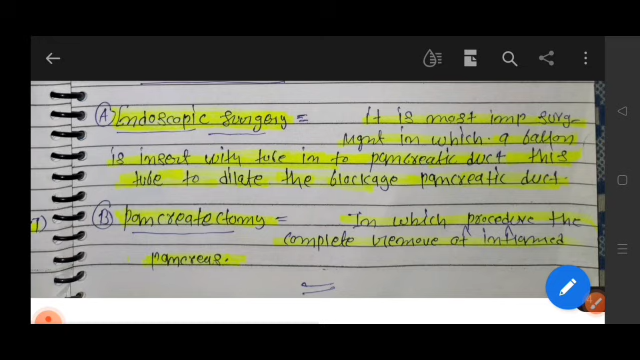 (A) Endoscopic surgery = It is most imp surg-
mgnt in which a ballon
is insert with tube in to pancreatic duct this
tube to dilate the blockage pancreatic duct.
(B) pancreatectomy = In which procedure the
complete remove of inflamed
pancreas.